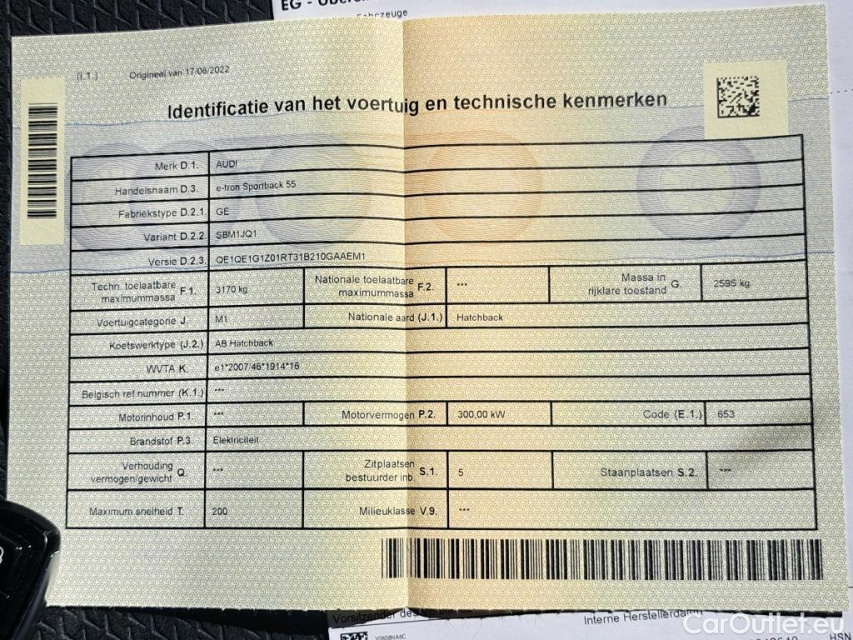 EG -
Fahrzeuge
(I.1.) Origineel van 17/06/2022
Identificatie van het voertuig en technische kenmerken
Merk D.1. AUDI
Handelsnaam D.3. e-tron Sportback 55
Fabriekstype D.2.1. GE
Variant D.2.2. SBM1JQ1
Versie D.2.3. QE1QE1G1Z01RT31B210GAAEM1
Techn. toelaatbare maximummassa F.1. 3170 kg Nationale toelaatbare maximummassa F.2. *** Massa in rijklare toestand G. 2595 kg
Voertuigcategorie J. M1 Nationale aard (J.1.) Hatchback
Koetswerktype (J.2.) AB Hatchback
WVTA K. e1*2007/46*1914*16
Belgisch ref nummer (K.1.) ***
Motorinhoud P.1. *** Motorvermogen P.2. 300,00 kW Code (E.1.) 653
Brandstof P.3. Elektriciteit
Verhouding vermogen/gewicht Q. *** Zitplaatsen bestuurder inb. S.1. 5 Staanplaatsen S.2. ***
Maximum snelheid T. 200 Milieuklasse V.9. ***
Vorsitzender des
Interne Herstellerda
HSN
CarOutlet.eu